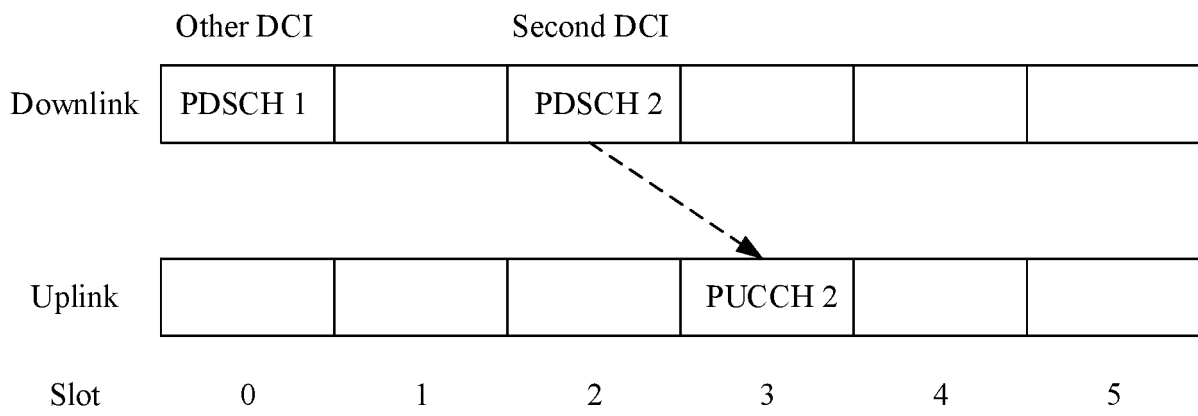 Other DCI Second DCI
Downlink PDSCH 1 PDSCH 2
Uplink PUCCH 2
Slot 0 1 2 3 4 5